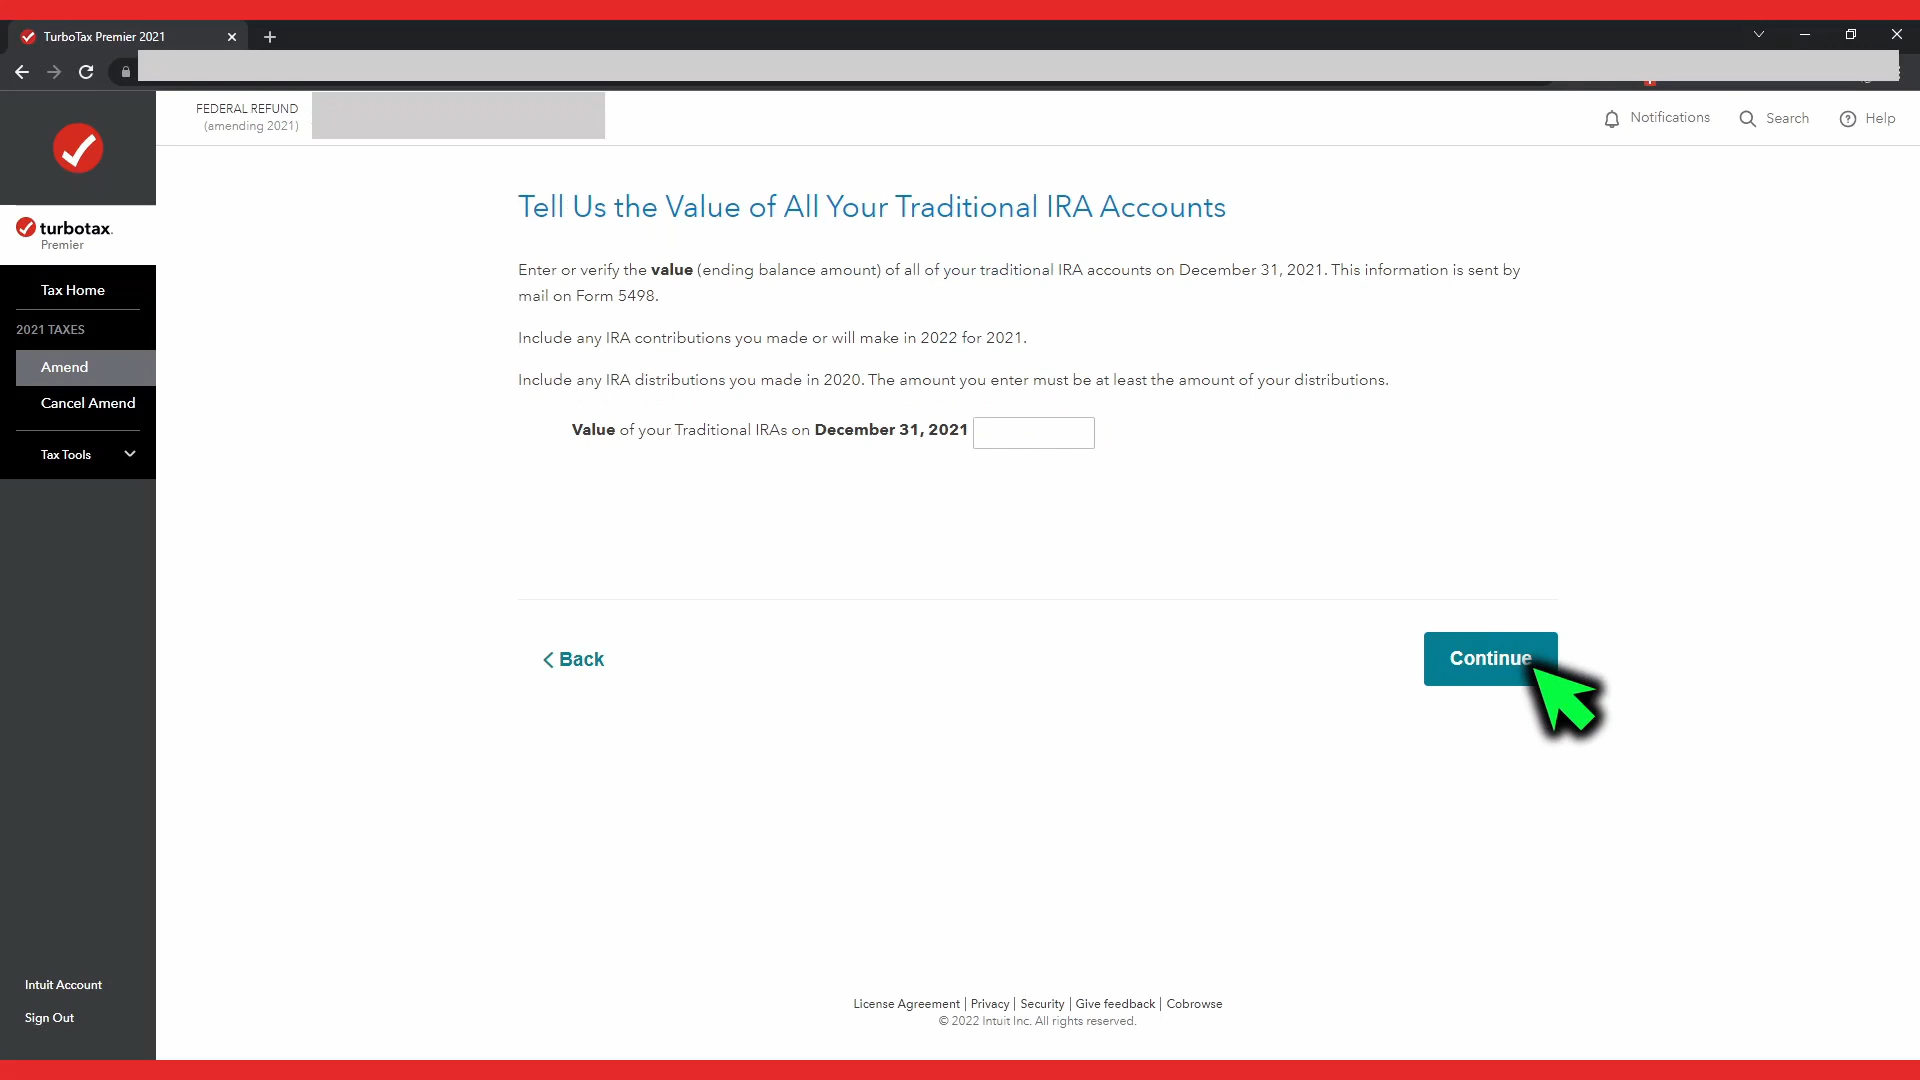 TurboTax Premier 2021
FEDERAL REFUND
(amending 2021)
Notifications
Search
Help
turbotax.
Premier
Tax Home
2021 TAXES
Amend
Cancel Amend
Tax Tools
Intuit Account
Sign Out
Tell Us the Value of All Your Traditional IRA Accounts
Enter or verify the value (ending balance amount) of all of your traditional IRA accounts on December 31, 2021. This information is sent by
mail on Form 5498.
Include any IRA contributions you made or will make in 2022 for 2021.
Include any IRA distributions you made in 2020. The amount you enter must be at least the amount of your distributions.
Value of your Traditional IRAs on December 31, 2021
Back
Continue
License Agreement | Privacy | Security | Give feedback | Cobrowse
© 2022 Intuit Inc. All rights reserved.